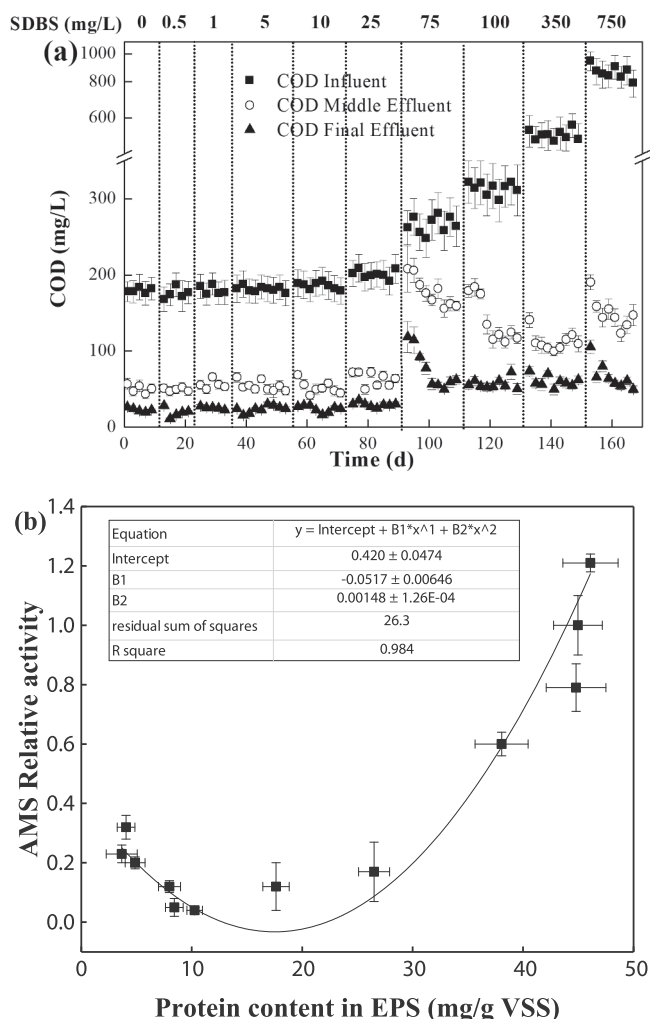 SDBS (mg/L) 0 0.5 1 5 10 25 75 100 350 750
(a)
1000
800
600
300
200
100
0
COD (mg/L)
COD Influent
COD Middle Effluent
COD Final Effluent
0 20 40 60 80 100 120 140 160
Time (d)
(b)
1.4
1.2
1.0
0.8
0.6
0.4
0.2
0.0
AMS Relative activity
Equation y = Intercept + B1*x^1 + B2*x^2
Intercept 0.420 ± 0.0474
B1 -0.0517 ± 0.00646
B2 0.00148 ± 1.26E-04
residual sum of squares 26.3
R square 0.984
0 10 20 30 40 50
Protein content in EPS (mg/g VSS)